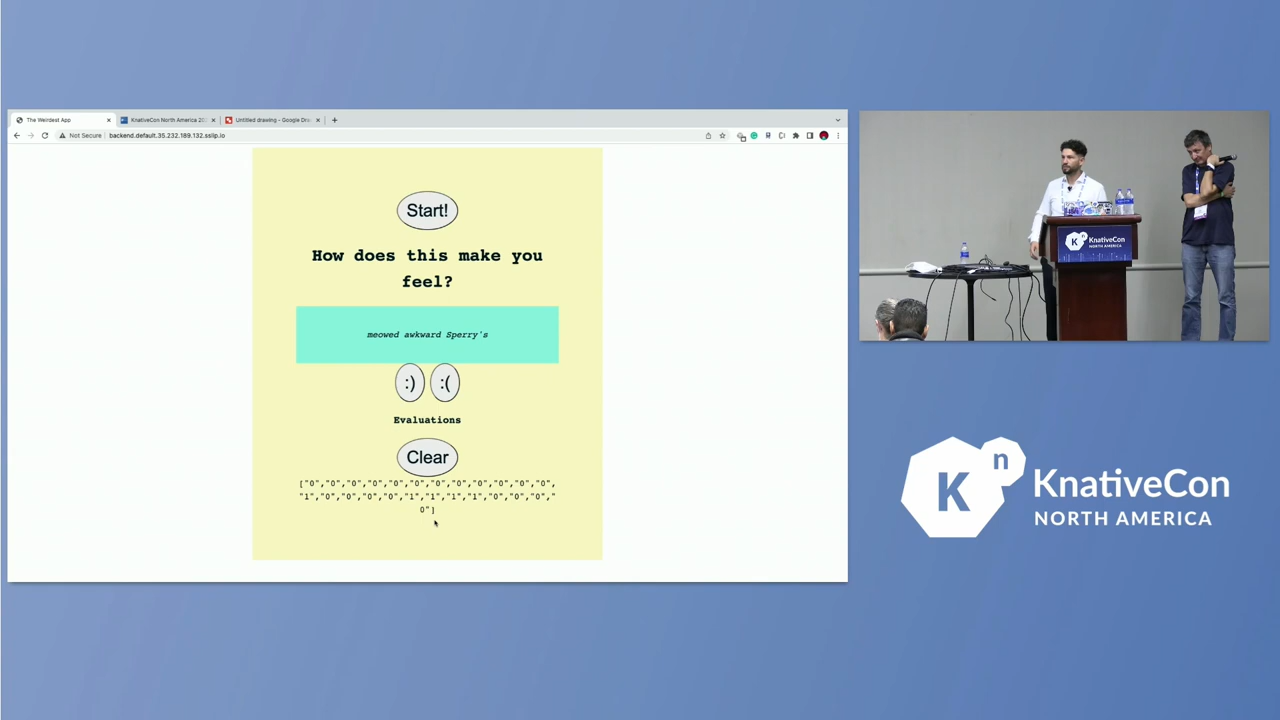 The Weirdest App
KnativeCon North America 20
Untitled drawing - Google Dra
Not Secure
backend.default.35.232.189.132.sslip.io
Start!
How does this make you
feel?
meowed awkward Sperry's
:) :(
Evaluations
Clear
["0","0","0","0","0","0","0","0","0","0","0","0",
"1","0","0","0","0","1","1","1","1","0","0","0","
0"]
KnativeCon
NORTH AMERICA
K n
KnativeCon
NORTH AMERICA